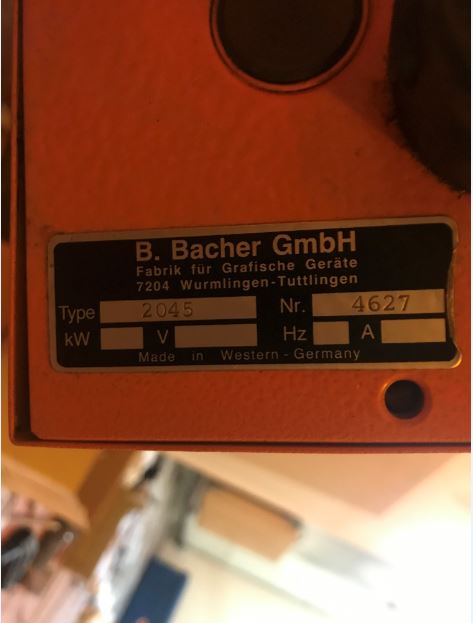 B. Bacher GmbH
Fabrik für Grafische Geräte
7204 Wurmlingen-Tuttlingen
Type 2045 Nr. 4627
kW V Hz A
Made in Western-Germany